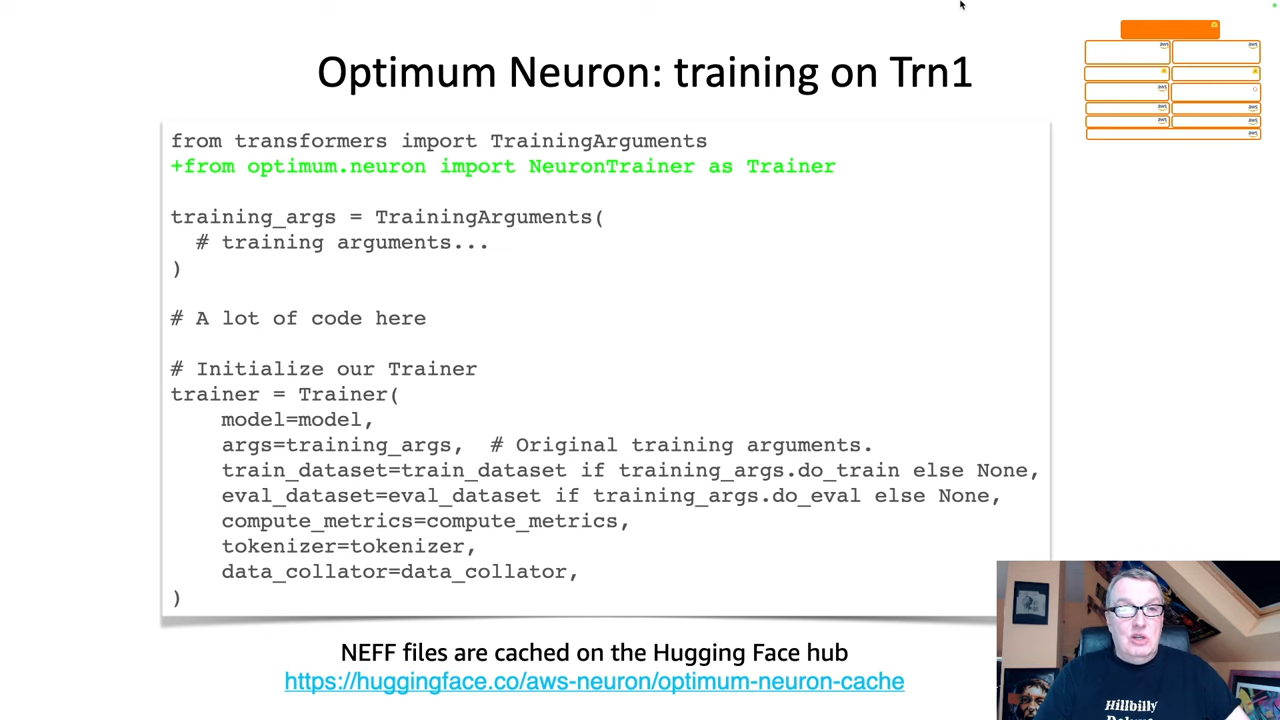 Optimum Neuron: training on Trn1
from transformers import TrainingArguments
+from optimum.neuron import NeuronTrainer as Trainer
training_args = TrainingArguments(
# training arguments...
)
# A lot of code here
# Initialize our Trainer
trainer = Trainer(
model=model,
args=training_args,  # Original training arguments.
train_dataset=train_dataset if training_args.do_train else None,
eval_dataset=eval_dataset if training_args.do_eval else None,
compute_metrics=compute_metrics,
tokenizer=tokenizer,
data_collator=data_collator,
)
NEFF files are cached on the Hugging Face hub
https://huggingface.co/aws-neuron/optimum-neuron-cache
Hillbilly